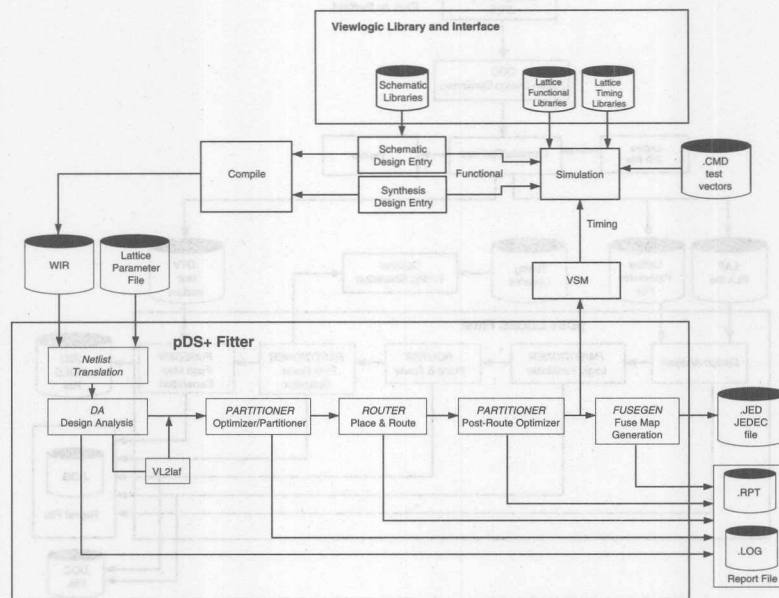 Viewlogic Library and Interface
Schematic
Libraries
Lattice
Functional
Libraries
Lattice
Timing
Libraries
Schematic
Design Entry
Synthesis
Design Entry
Compile
Functional
Simulation
.CMD
test
vectors
Timing
WIR
Lattice
Parameter
File
VSM
pDS+ Fitter
Netlist
Translation
DA
Design Analysis
VL2laf
PARTITIONER
Optimizer/Partitioner
ROUTER
Place & Route
PARTITIONER
Post-Route Optimizer
FUSEGEN
Fuse Map
Generation
.JED
JEDEC
file
.RPT
.LOG
Report File